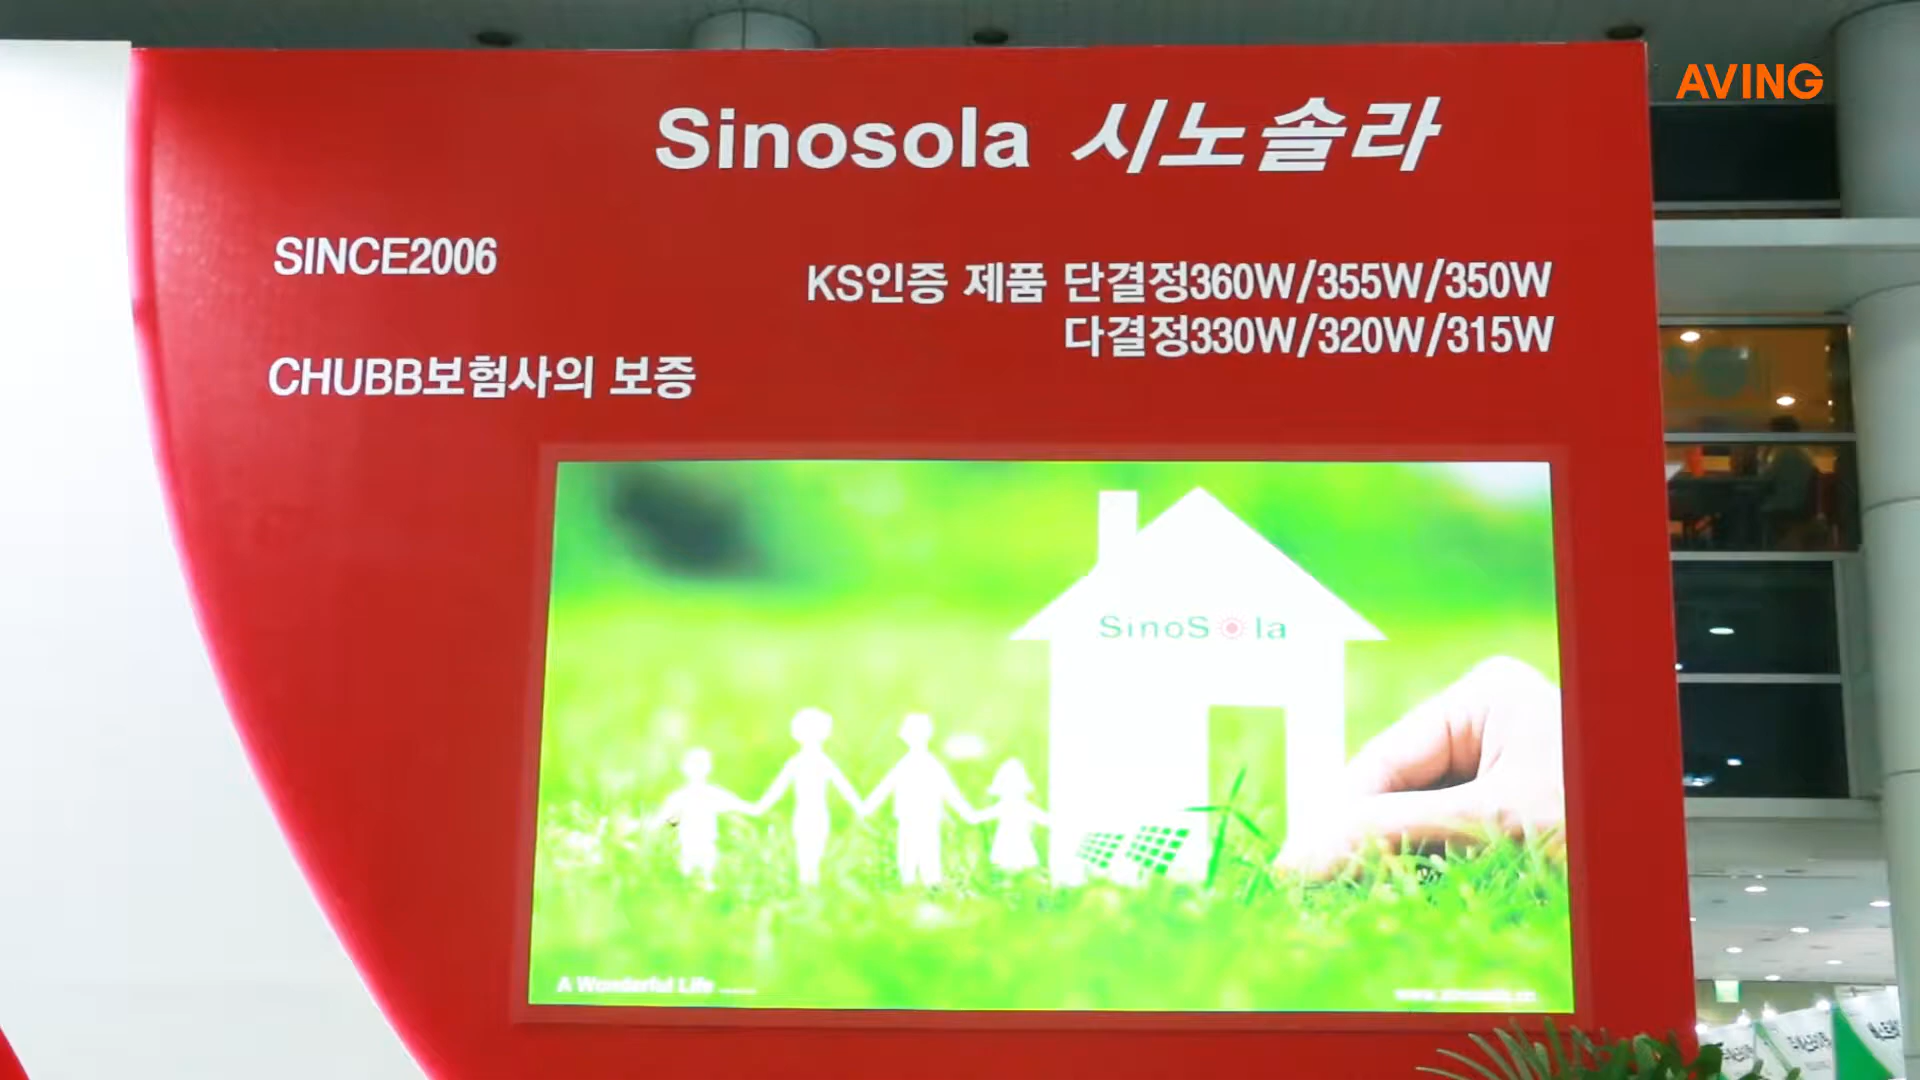 AVING
Sinosola 시노솔라
SINCE2006
KS인증 제품 단결정360W/355W/350W
다결정330W/320W/315W
CHUBB보험사의 보증
SinoSola
A Wonderful Life ......